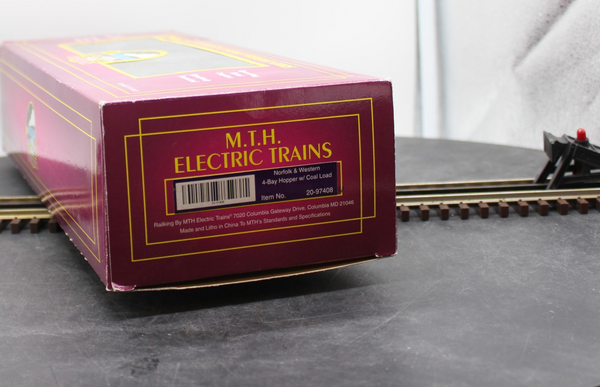 M.T.H.
ELECTRIC TRAINS
Norfolk & Western
4-Bay Hopper w/ Coal Load
Item No. 20-97408
Railking By MTH Electric Trains® 7020 Columbia Gateway Drive, Columbia MD 21046
Made and Litho in China To MTH's Standards and Specifications